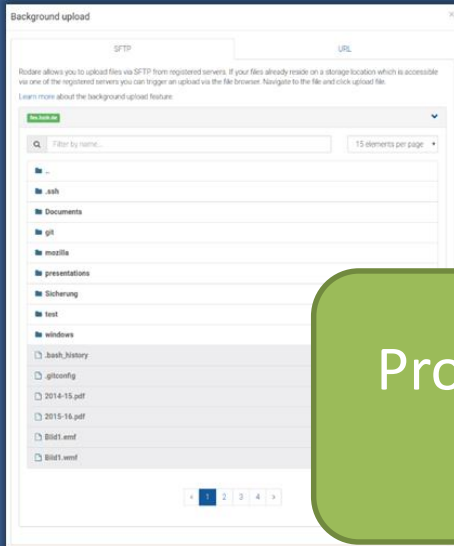 Background upload
×
SFTP
URL
Rodare allows you to upload files via SFTP from registered servers. If your files already reside on a storage location which is accessible
via one of the registered servers you can trigger an upload via the file browser. Navigate to the file and click upload file.
Learn more about the background upload feature.
Filter by name...
15 elements per page
..
.ssh
Documents
git
mozilla
presentations
Sicherung
test
windows
.bash_history
.gitconfig
2014-15.pdf
2015-16.pdf
Bild1.emf
Bild1.wmf
‹ 1 2 3 4 ›
Pro